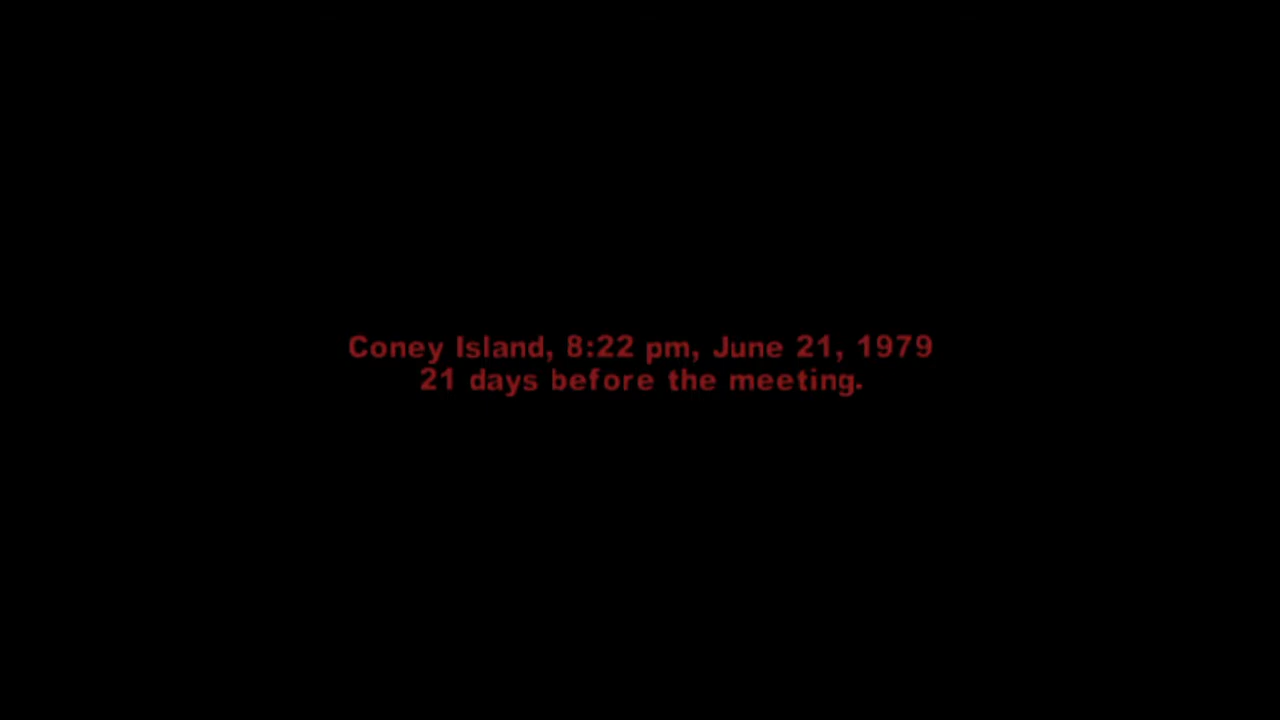 Coney Island, 8:22 pm, June 21, 1979
21 days before the meeting.